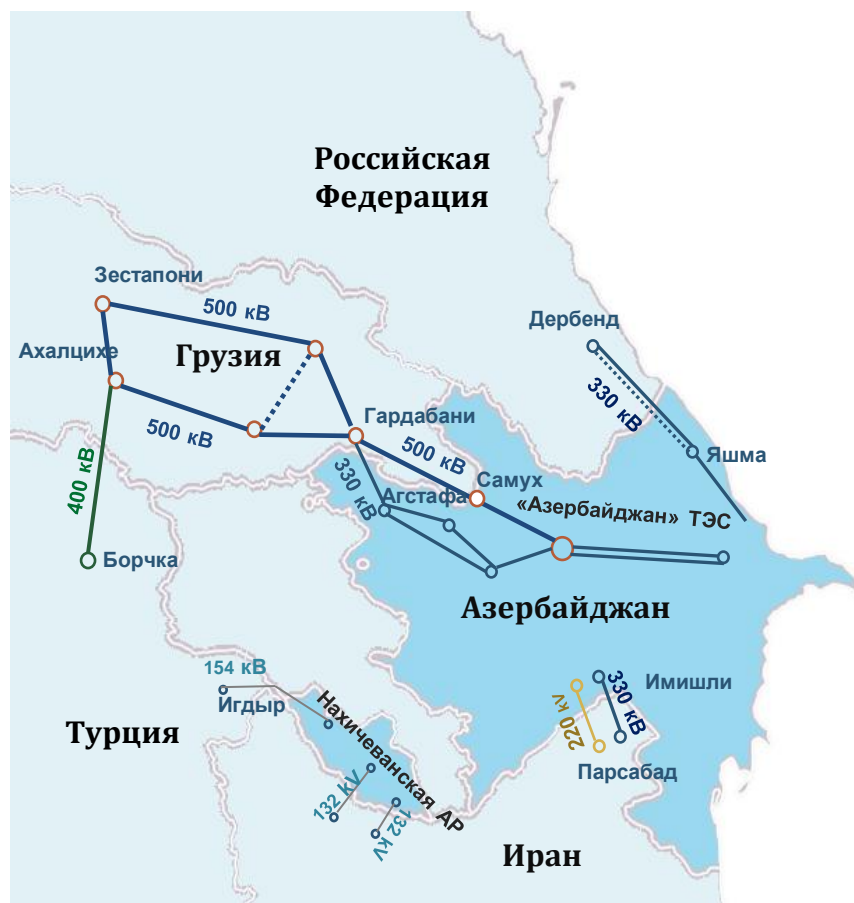 Российская
Федерация
Зестапони
500 кВ
Дербенд
Ахалцихе
Грузия
330 кВ
500 кВ
Гардабани
500 кВ
Яшма
400 кВ
330 кВ
Агстафа
Самух
«Азербайджан» ТЭС
Борчка
Азербайджан
154 кВ
Игдыр
330 кВ
Имишли
220 kv
Турция
Нахичеванская АР
Парсабад
132 kV
132 kV
Иран